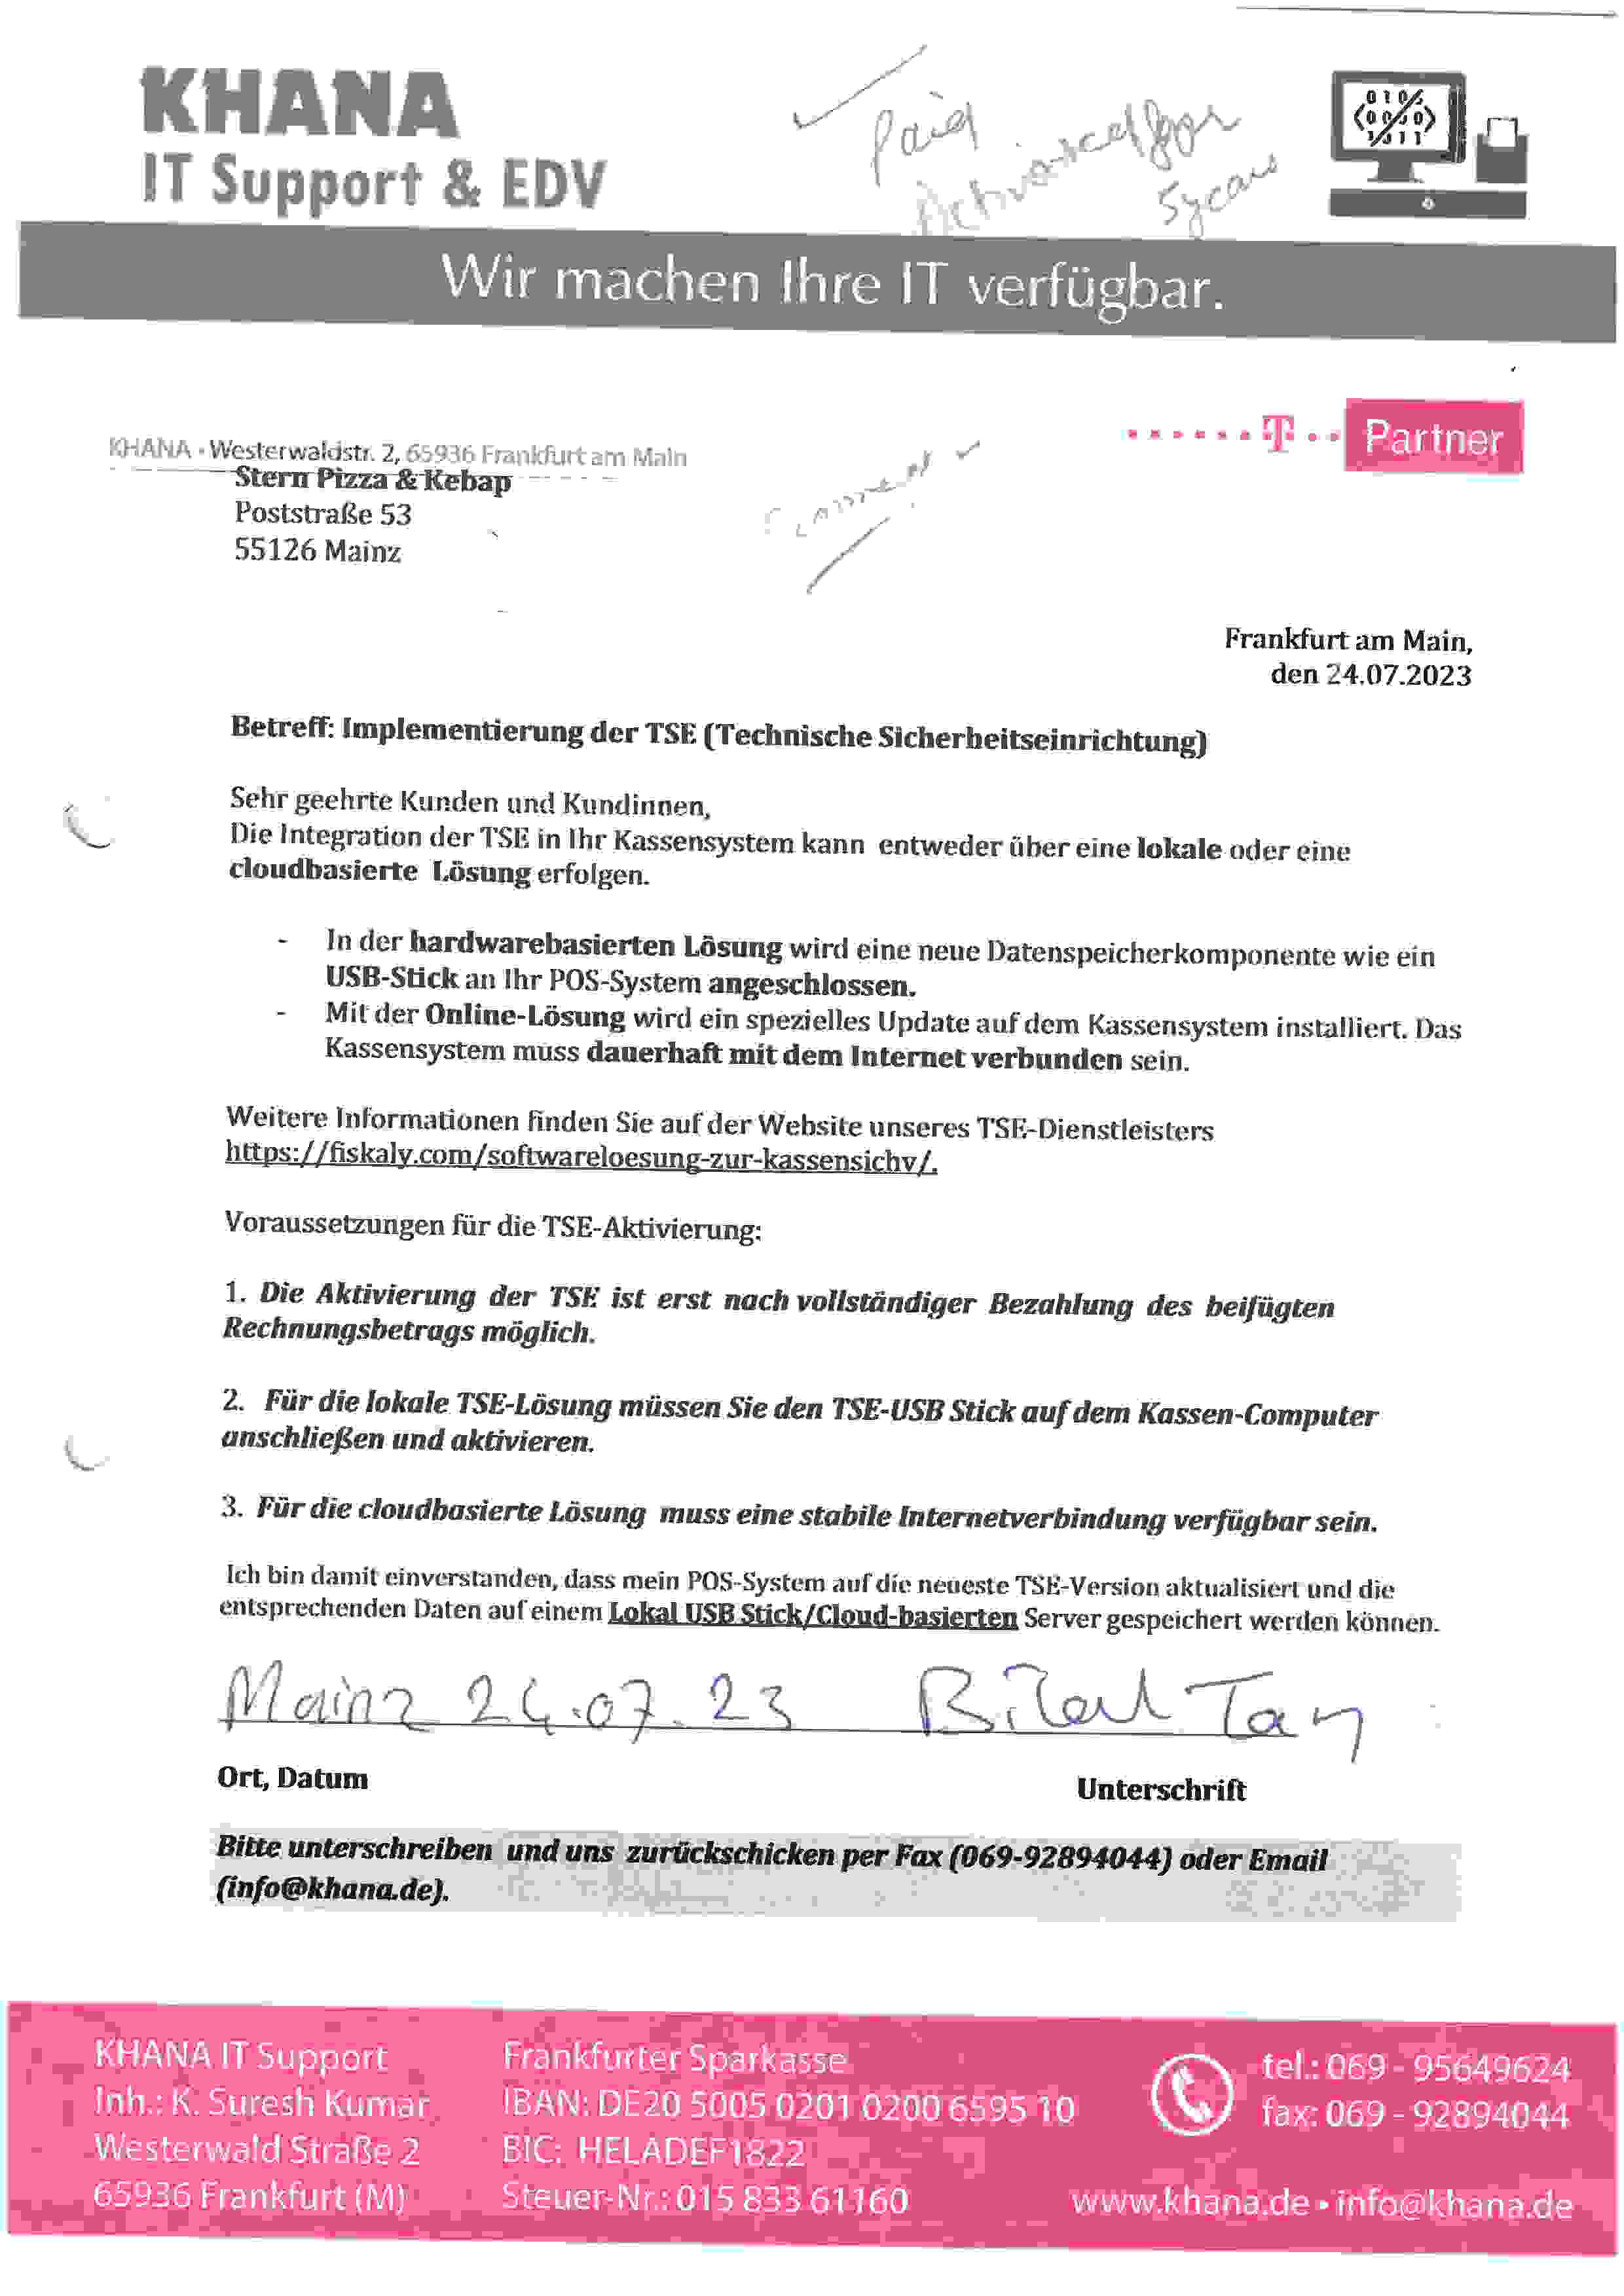 KHANA
IT Support & EDV
Paid
Activated for
5 years
0101
0000
1011
Wir machen Ihre IT verfügbar.
KHANA • Westerwaldstr. 2, 65936 Frankfurt am Main
T
Partner
Stern Pizza & Kebap
Poststraße 53
55126 Mainz
Frankfurt am Main,
den 24.07.2023
Betreff: Implementierung der TSE (Technische Sicherheitseinrichtung)
Sehr geehrte Kunden und Kundinnen,
Die Integration der TSE in Ihr Kassensystem kann entweder über eine lokale oder eine
cloudbasierte Lösung erfolgen.
- In der hardwarebasierten Lösung wird eine neue Datenspeicherkomponente wie ein
USB-Stick an Ihr POS-System angeschlossen.
- Mit der Online-Lösung wird ein spezielles Update auf dem Kassensystem installiert. Das
Kassensystem muss dauerhaft mit dem Internet verbunden sein.
Weitere Informationen finden Sie auf der Website unseres TSE-Dienstleisters
https://fiskaly.com/softwareloesung-zur-kassensichv/.
Voraussetzungen für die TSE-Aktivierung:
1. Die Aktivierung der TSE ist erst nach vollständiger Bezahlung des beifügten
Rechnungsbetrags möglich.
2. Für die lokale TSE-Lösung müssen Sie den TSE-USB Stick auf dem Kassen-Computer
anschließen und aktivieren.
3. Für die cloudbasierte Lösung muss eine stabile Internetverbindung verfügbar sein.
Ich bin damit einverstanden, dass mein POS-System auf die neueste TSE-Version aktualisiert und die
entsprechenden Daten auf einem Lokal USB Stick/Cloud-basierten Server gespeichert werden können.
Mainz 24.07.23 Bilal Tan
Ort, Datum
Unterschrift
Bitte unterschreiben und uns zurückschicken per Fax (069-92894044) oder Email
(info@khana.de).
KHANA IT Support
Inh.: K. Suresh Kumar
Westerwald Straße 2
65936 Frankfurt (M)
Frankfurter Sparkasse
IBAN: DE20 5005 0201 0200 6595 10
BIC: HELADEF1822
Steuer-Nr.: 015 833 61160
tel.: 069 - 95649624
fax: 069 - 92894044
www.khana.de • info@khana.de